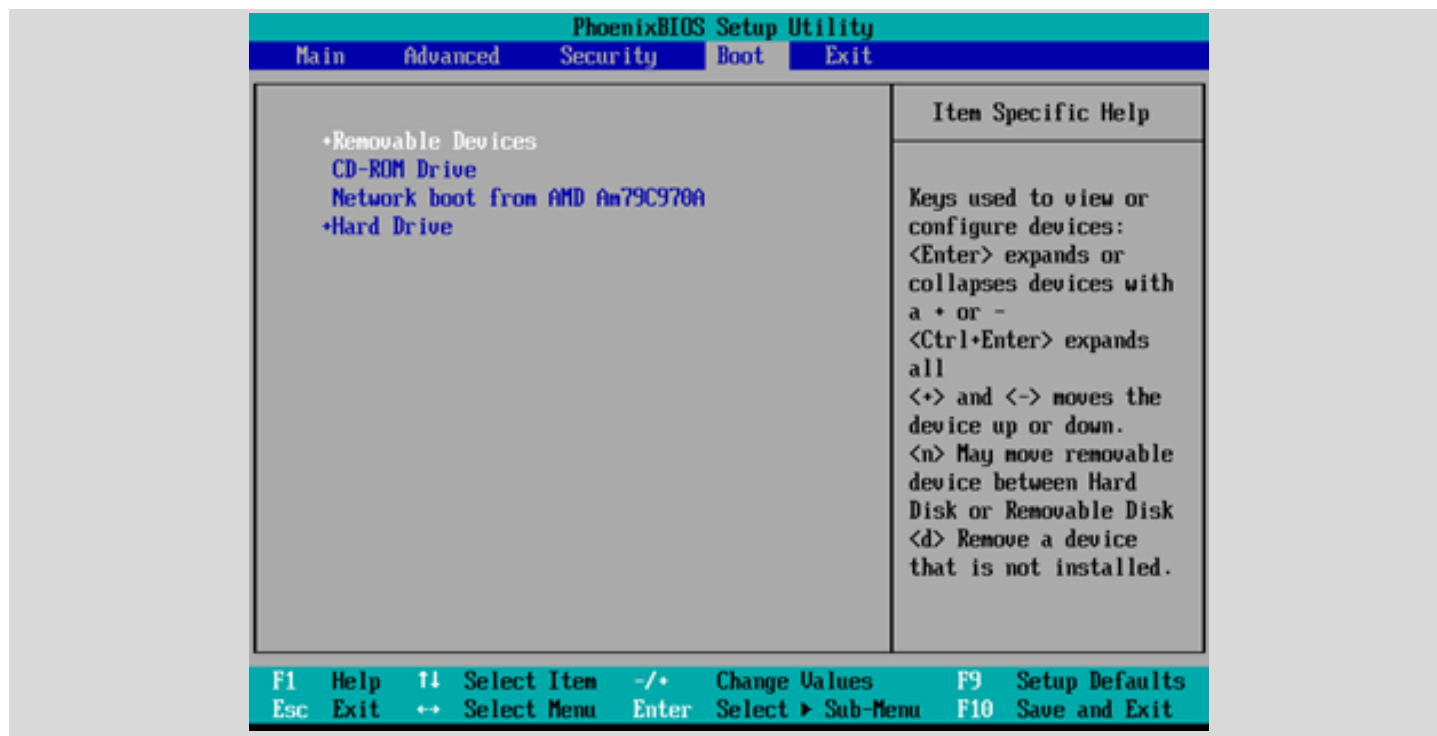 PhoenixBIOS Setup Utility
Main Advanced Security Boot Exit
+Removable Devices
CD-ROM Drive
Network boot from AMD Am79C970A
+Hard Drive
Item Specific Help
Keys used to view or
configure devices:
<Enter> expands or
collapses devices with
a + or -
<Ctrl+Enter> expands
all
<+> and <-> moves the
device up or down.
<n> May move removable
device between Hard
Disk or Removable Disk
<d> Remove a device
that is not installed.
F1 Help ↑↓ Select Item -/+ Change Values F9 Setup Defaults
Esc Exit ↔ Select Menu Enter Select ▶ Sub-Menu F10 Save and Exit